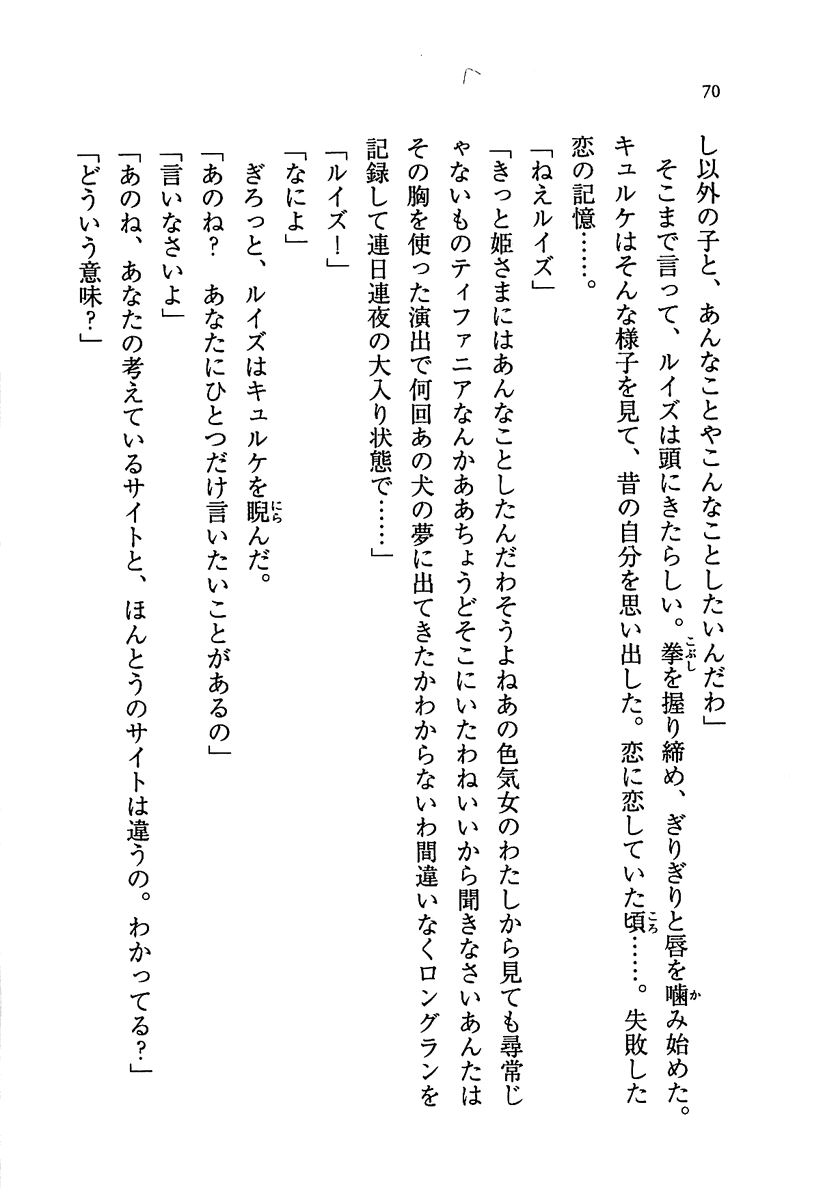 70
し以外の子と、あんなことやこんなことしたいんだわ」
　そこまで言って、ルイズは頭にきたらしい。拳を握り締め、ぎりぎりと唇を噛み始めた。
キュルケはそんな様子を見て、昔の自分を思い出した。恋に恋していた頃……。失敗した
恋の記憶……。
「ねえルイズ」
「きっと姫さまにはあんなことしたんだわそうよねあの色気女のわたしから見ても尋常じ
ゃないものティファニアなんかああちょうどそこにいたわねいいから聞きなさいあんたは
その胸を使った演出で何回あの犬の夢に出てきたかわからないわ間違いなくロングランを
記録して連日連夜の大入り状態で……」
「ルイズ！」
「なによ」
　ぎろっと、ルイズはキュルケを睨んだ。
「あのね？　あなたにひとつだけ言いたいことがあるの」
「言いなさいよ」
「あのね、あなたの考えているサイトと、ほんとうのサイトは違うの。わかってる？」
「どういう意味？」